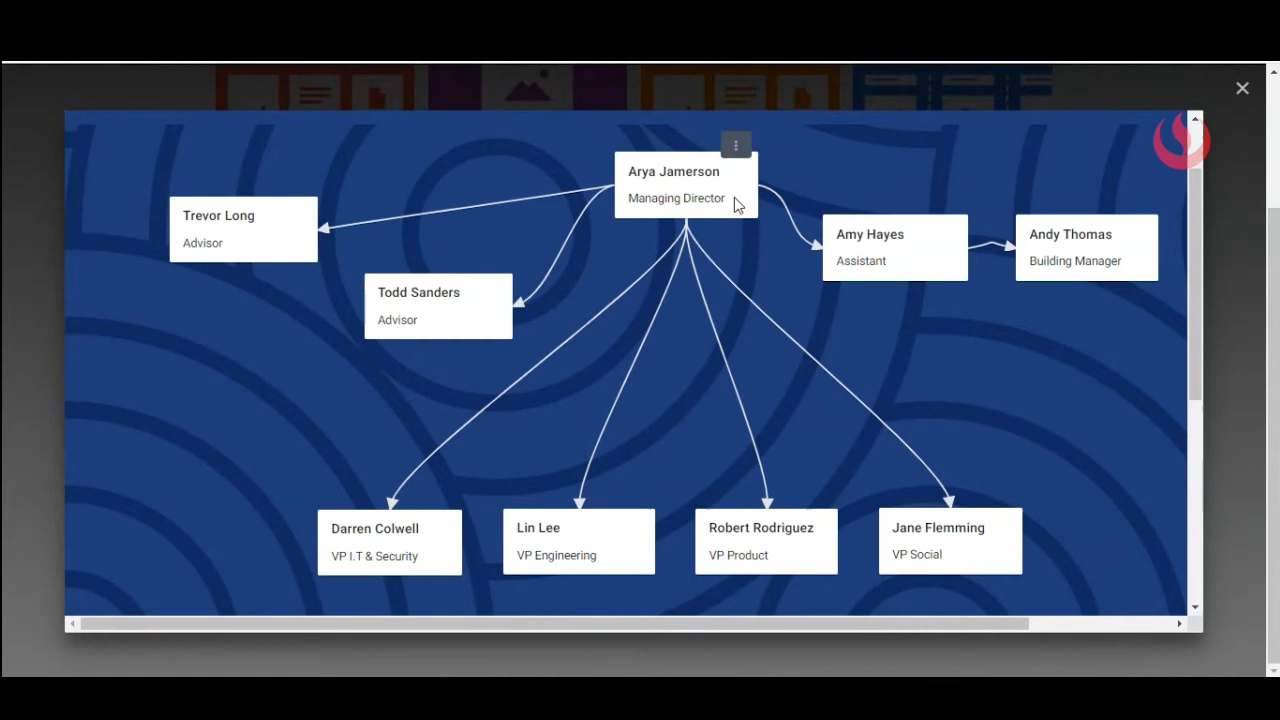 Arya Jamerson
Managing Director
Trevor Long
Advisor
Amy Hayes
Assistant
Andy Thomas
Building Manager
Todd Sanders
Advisor
Darren Colwell
VP I.T & Security
Lin Lee
VP Engineering
Robert Rodriguez
VP Product
Jane Flemming
VP Social